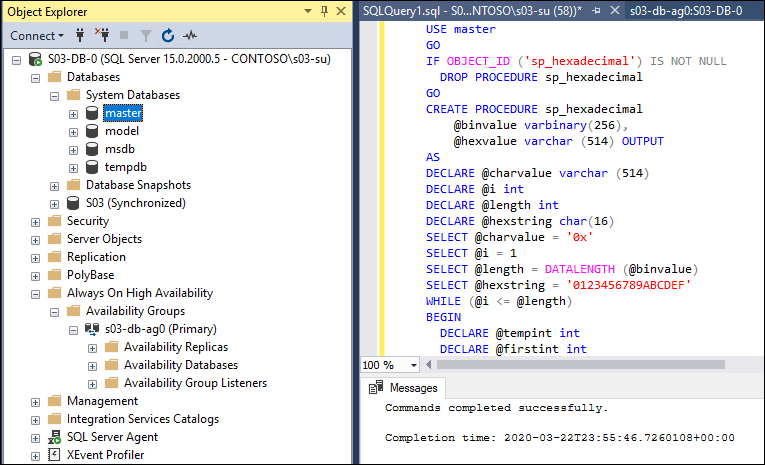 Object Explorer
Connect
S03-DB-0 (SQL Server 15.0.2000.5 - CONTOSO\s03-su)
Databases
System Databases
master
model
msdb
tempdb
Database Snapshots
S03 (Synchronized)
Security
Server Objects
Replication
PolyBase
Always On High Availability
Availability Groups
s03-db-ag0 (Primary)
Availability Replicas
Availability Databases
Availability Group Listeners
Management
Integration Services Catalogs
SQL Server Agent
XEvent Profiler
SQLQuery1.sql - S0...NTOSO\s03-su (58))*
s03-db-ag0:S03-DB-0
USE master
GO
IF OBJECT_ID ('sp_hexadecimal') IS NOT NULL
DROP PROCEDURE sp_hexadecimal
GO
CREATE PROCEDURE sp_hexadecimal
@binvalue varbinary(256),
@hexvalue varchar (514) OUTPUT
AS
DECLARE @charvalue varchar (514)
DECLARE @i int
DECLARE @length int
DECLARE @hexstring char(16)
SELECT @charvalue = '0x'
SELECT @i = 1
SELECT @length = DATALENGTH (@binvalue)
SELECT @hexstring = '0123456789ABCDEF'
WHILE (@i <= @length)
BEGIN
DECLARE @tempint int
DECLARE @firstint int
100 %
Messages
Commands completed successfully.
Completion time: 2020-03-22T23:55:46.7260108+00:00